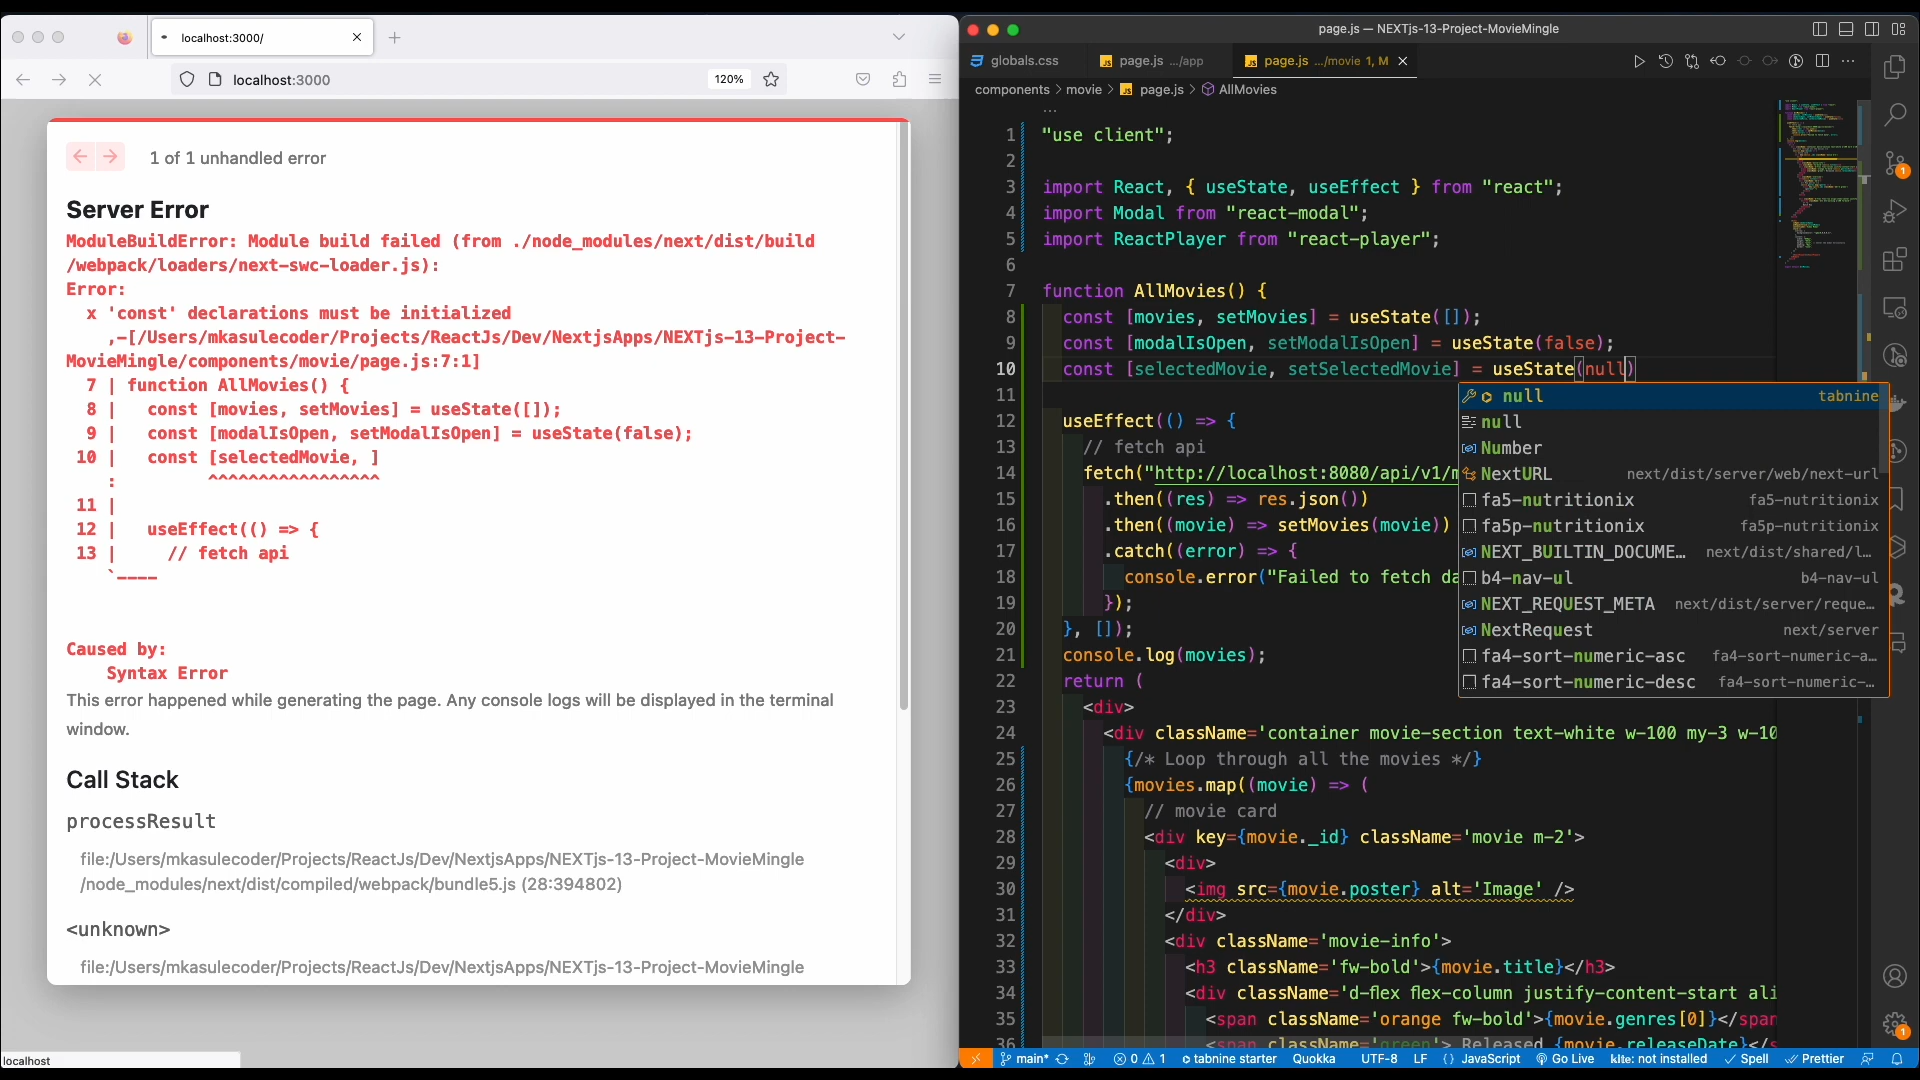 localhost:3000/
localhost:3000
120%
1 of 1 unhandled error
Server Error
ModuleBuildError: Module build failed (from ./node_modules/next/dist/build
/webpack/loaders/next-swc-loader.js):
Error:
x 'const' declarations must be initialized
,-[/Users/mkasulecoder/Projects/ReactJs/Dev/NextjsApps/NEXTjs-13-Project-
MovieMingle/components/movie/page.js:7:1]
7 | function AllMovies() {
8 |   const [movies, setMovies] = useState([]);
9 |   const [modalIsOpen, setModalIsOpen] = useState(false);
10 |   const [selectedMovie, ]
:         ^^^^^^^^^^^^^^^^^
11 |
12 |   useEffect(() => {
13 |     // fetch api
`----
Caused by:
Syntax Error
This error happened while generating the page. Any console logs will be displayed in the terminal
window.
Call Stack
processResult
file:/Users/mkasulecoder/Projects/ReactJs/Dev/NextjsApps/NEXTjs-13-Project-MovieMingle
/node_modules/next/dist/compiled/webpack/bundle5.js (28:394802)
<unknown>
file:/Users/mkasulecoder/Projects/ReactJs/Dev/NextjsApps/NEXTjs-13-Project-MovieMingle
localhost
page.js — NEXTjs-13-Project-MovieMingle
globals.css page.js .../app page.js .../movie 1, M
components > movie > page.js > AllMovies
...
1 "use client";
2
3 import React, { useState, useEffect } from "react";
4 import Modal from "react-modal";
5 import ReactPlayer from "react-player";
6
7 function AllMovies() {
8 const [movies, setMovies] = useState([]);
9 const [modalIsOpen, setModalIsOpen] = useState(false);
10 const [selectedMovie, setSelectedMovie] = useState(null)
11
12 useEffect(() => {
13 // fetch api
14 fetch("http://localhost:8080/api/v1/m
15 .then((res) => res.json())
16 .then((movie) => setMovies(movie))
17 .catch((error) => {
18 console.error("Failed to fetch da
19 });
20 }, []);
21 console.log(movies);
22 return (
23 <div>
24 <div className='container movie-section text-white w-100 my-3 w-10
25 {/* Loop through all the movies */}
26 {movies.map((movie) => (
27 // movie card
28 <div key={movie._id} className='movie m-2'>
29 <div>
30 <img src={movie.poster} alt='Image' />
31 </div>
32 <div className='movie-info'>
33 <h3 className='fw-bold'>{movie.title}</h3>
34 <div className='d-flex flex-column justify-content-start ali
35 <span className='orange fw-bold'>{movie.genres[0]}</span
36 <span className='green'> Released {movie.releaseDate}</s
null tabnine
null
Number
NextURL next/dist/server/web/next-url
fa5-nutritionix fa5-nutritionix
fa5p-nutritionix fa5p-nutritionix
NEXT_BUILTIN_DOCUME... next/dist/shared/l...
b4-nav-ul b4-nav-ul
NEXT_REQUEST_META next/dist/server/reque...
NextRequest next/server
fa4-sort-numeric-asc fa4-sort-numeric-a...
fa4-sort-numeric-desc fa4-sort-numeric-...
1
1
main* 0 1 tabnine starter Quokka UTF-8 LF {} JavaScript Go Live kite: not installed Spell Prettier